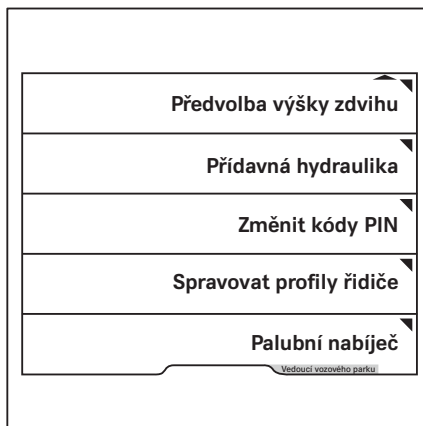 Předvolba výšky zdvihu
Přídavná hydraulika
Změnit kódy PIN
Spravovat profily řidiče
Palubní nabíječ
Vedoucí vozového parku